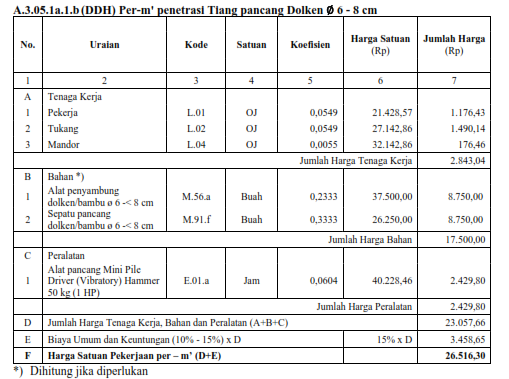 A.3.05.1a.1.b (DDH) Per-m' penetrasi Tiang pancang Dolken Ø 6 - 8 cm
No. Uraian Kode Satuan Koefisien Harga Satuan (Rp) Jumlah Harga (Rp)
1 2 3 4 5 6 7
A Tenaga Kerja
1 Pekerja L.01 OJ 0,0549 21.428,57 1.176,43
2 Tukang L.02 OJ 0,0549 27.142,86 1.490,14
3 Mandor L.04 OJ 0,0055 32.142,86 176,46
Jumlah Harga Tenaga Kerja 2.843,04
B Bahan *)
1 Alat penyambung dolken/bambu ø 6 -< 8 cm M.56.a Buah 0,2333 37.500,00 8.750,00
2 Sepatu pancang dolken/bambu ø 6 -< 8 cm M.91.f Buah 0,3333 26.250,00 8.750,00
Jumlah Harga Bahan 17.500,00
C Peralatan
1 Alat pancang Mini Pile Driver (Vibratory) Hammer 50 kg (1 HP) E.01.a Jam 0,0604 40.228,46 2.429,80
Jumlah Harga Peralatan 2.429,80
D Jumlah Harga Tenaga Kerja, Bahan dan Peralatan (A+B+C) 23.057,66
E Biaya Umum dan Keuntungan (10% - 15%) x D 15% x D 3.458,65
F Harga Satuan Pekerjaan per – m' (D+E) 26.516,30
*) Dihitung jika diperlukan